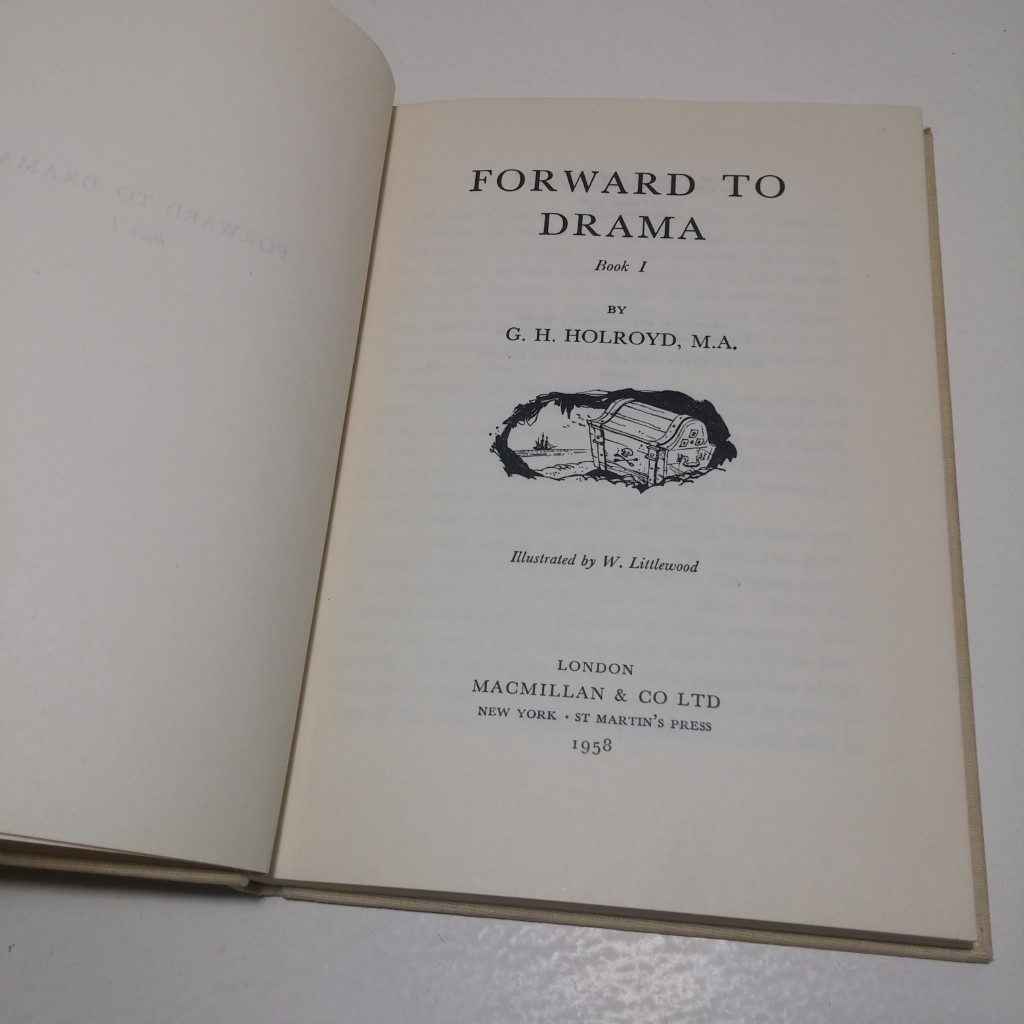 FORWARD TO
DRAMA
Book I
BY
G. H. HOLROYD, M.A.
Illustrated by W. Littlewood
LONDON
MACMILLAN & CO LTD
NEW YORK · ST MARTIN'S PRESS
1958